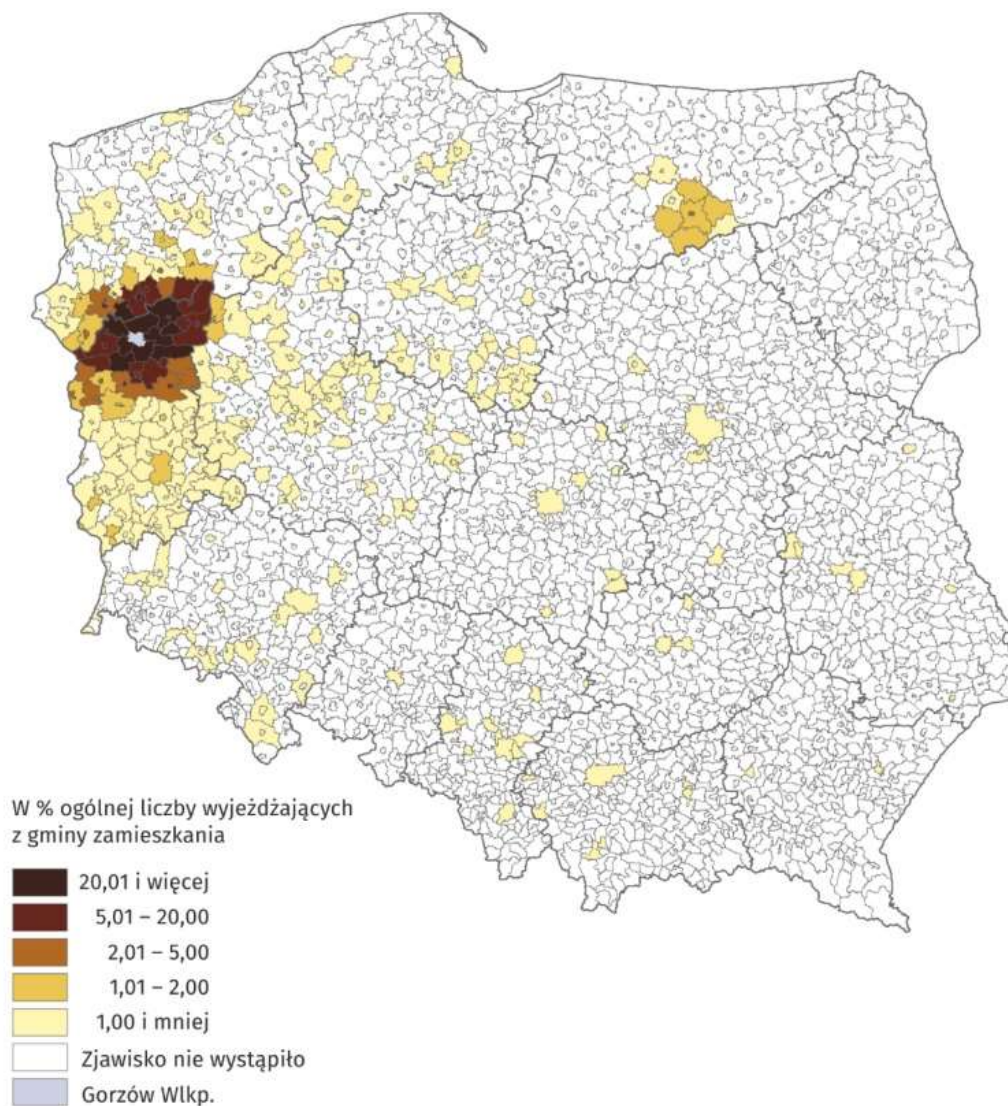 W % ogólnej liczby wyjeżdżających
z gminy zamieszkania
20,01 i więcej
5,01 – 20,00
2,01 – 5,00
1,01 – 2,00
1,00 i mniej
Zjawisko nie wystąpiło
Gorzów Wlkp.